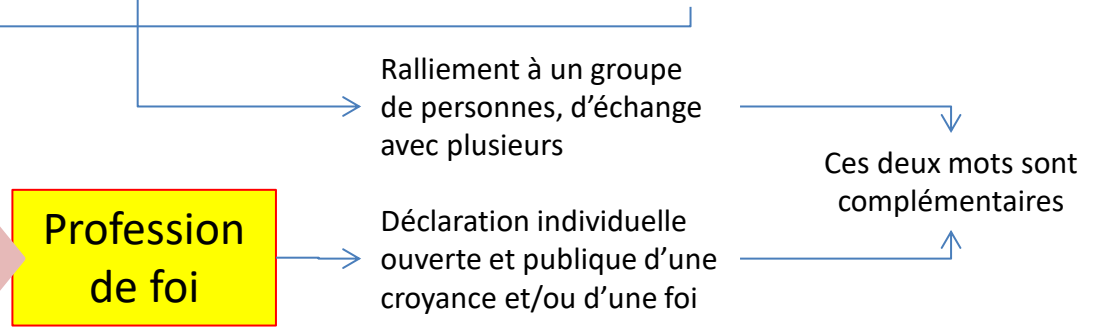 Ralliement à un groupe
de personnes, d'échange
avec plusieurs
Ces deux mots sont
complémentaires
Profession
de foi
Déclaration individuelle
ouverte et publique d'une
croyance et/ou d'une foi